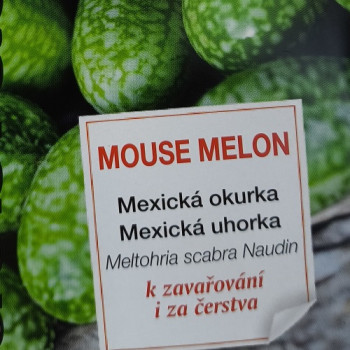 MOUSE MELON
Mexická okurka
Mexická uhorka
Meltohria scabra Naudin
k zavařování
i za čerstva